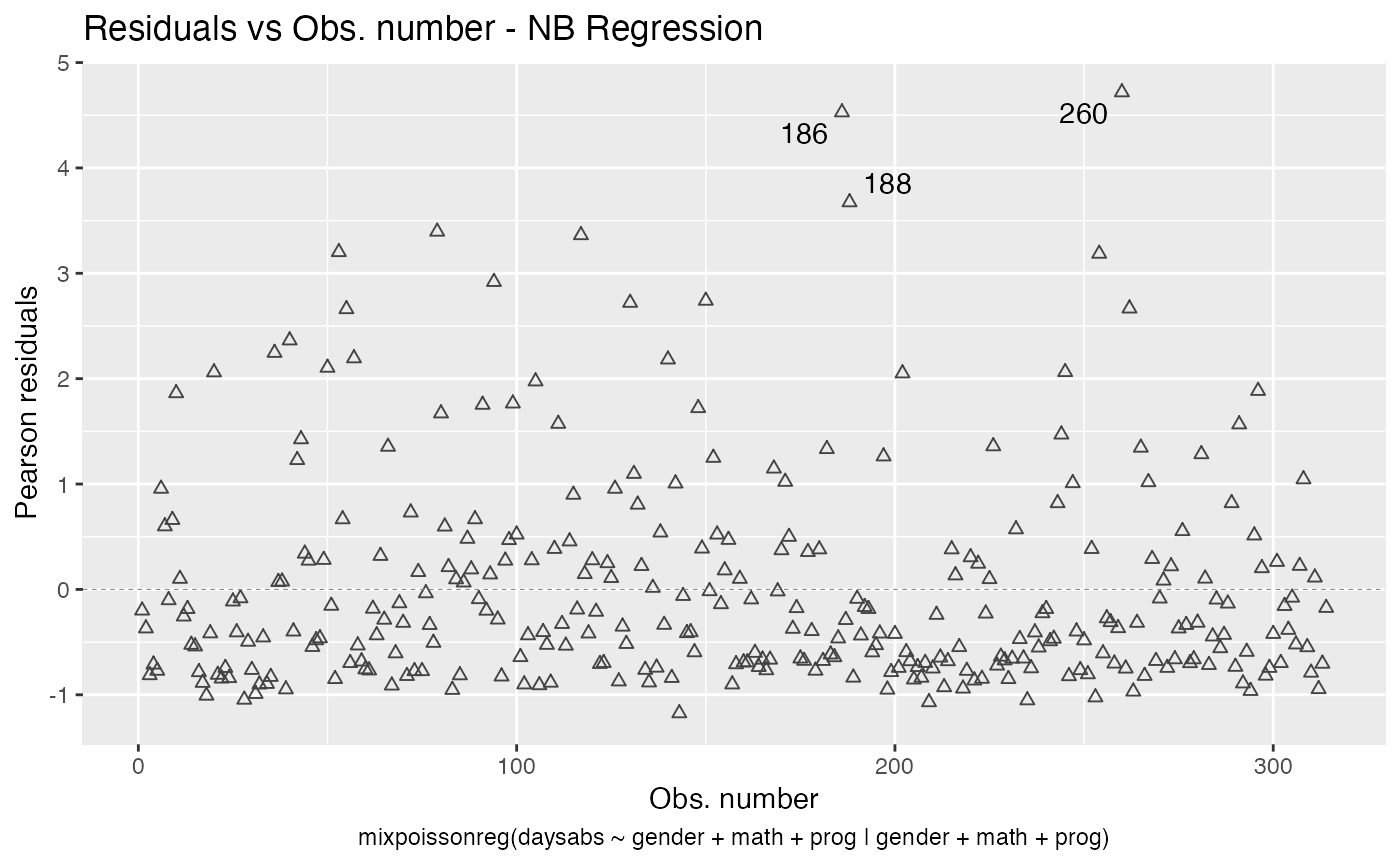 Residuals vs Obs. number - NB Regression
5
4
3
2
1
0
-1
Pearson residuals
186
188
260
0 100 200 300
Obs. number
mixpoissonreg(daysabs ~ gender + math + prog | gender + math + prog)